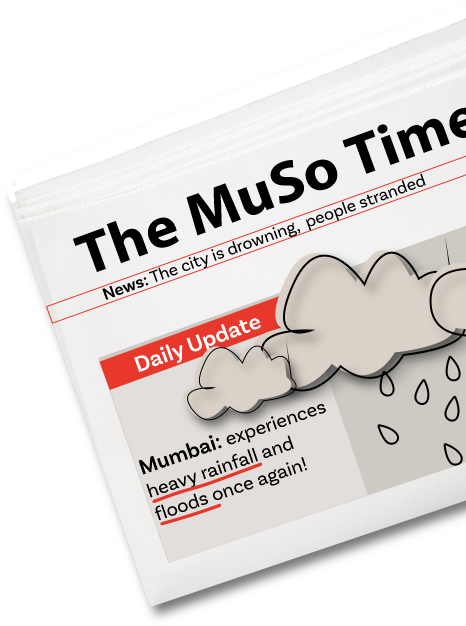 The MuSo Time
News: The city is drowning, people stranded
Daily Update
Mumbai: experiences
heavy rainfall and
floods once again!